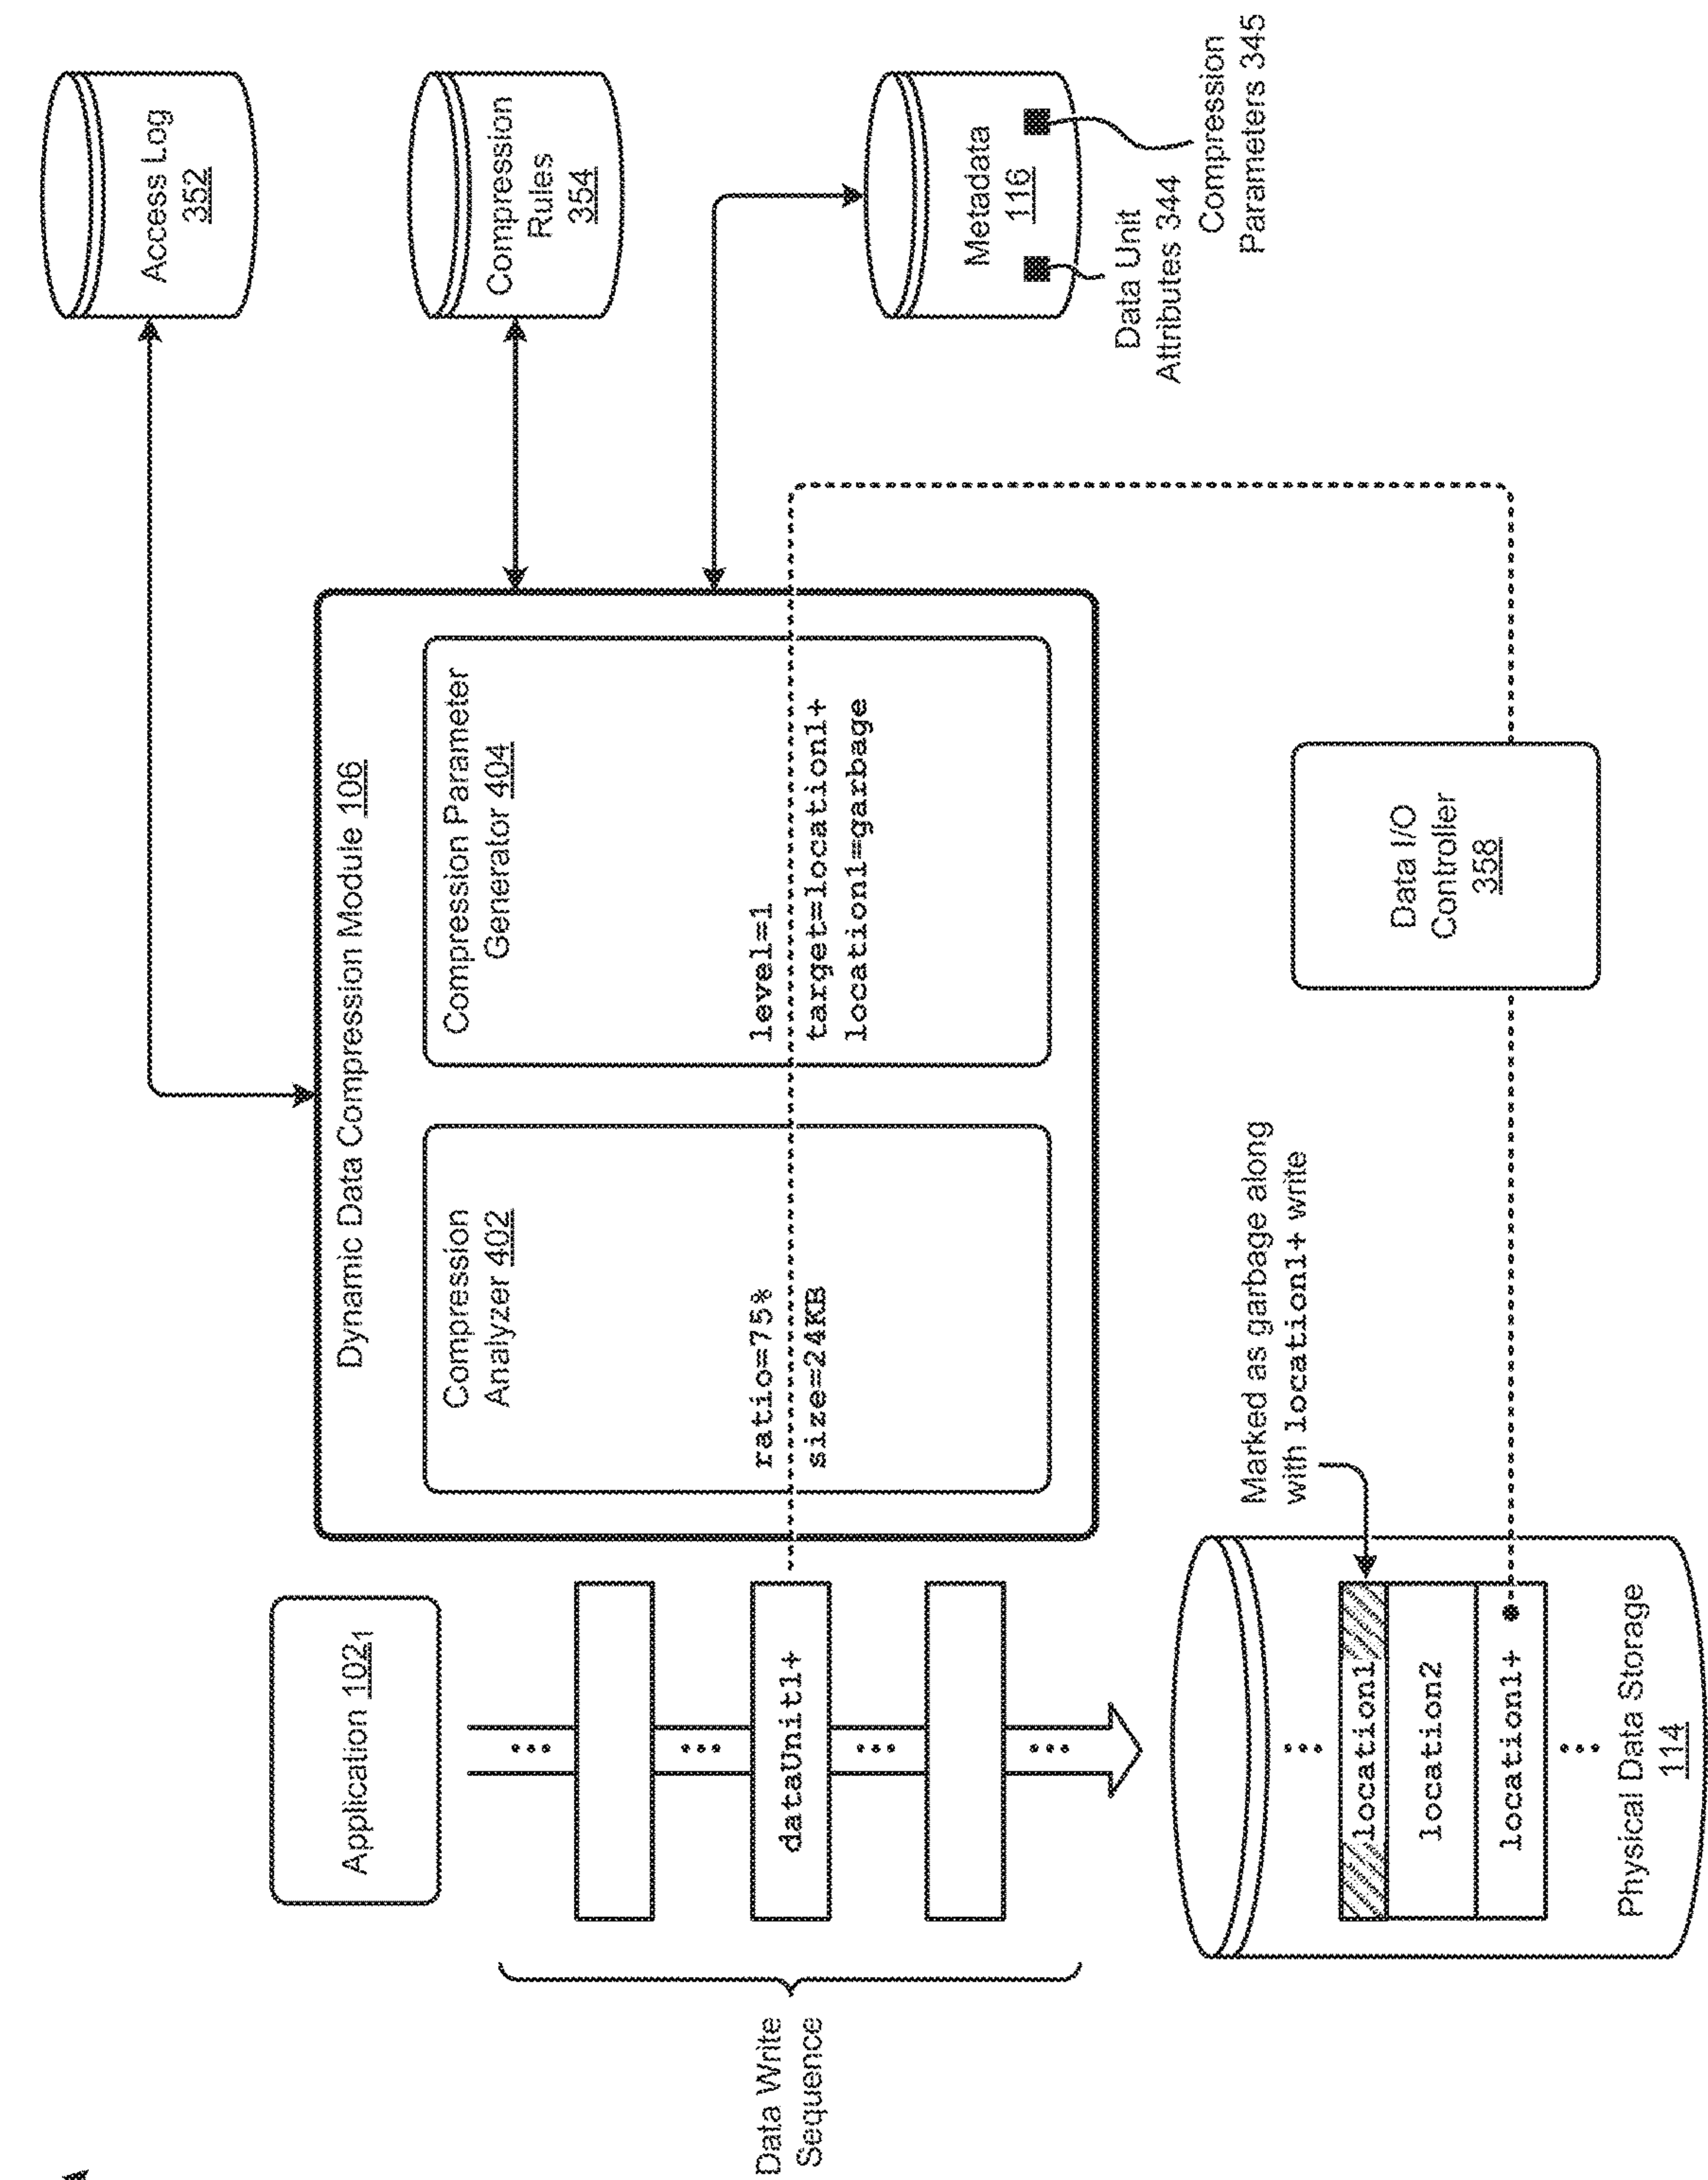 Application 102₁
Data Write
Sequence
dataUnit1+
Dynamic Data Compression Module 106
Compression
Analyzer 402
ratio=75%
size=24KB
Compression Parameter
Generator 404
level=1
target=location1+
location1=garbage
Access Log
352
Compression
Rules
354
Metadata
116
Data Unit
Attributes 344
Compression
Parameters 345
Marked as garbage along
with location1+ write
location1
location2
location1+
Physical Data Storage
114
Data I/O
Controller
358